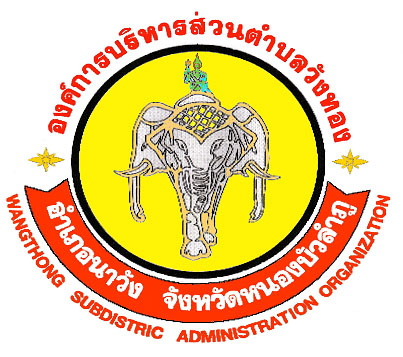 องค์การบริหารส่วนตำบลวังทอง
อำเภอนาวัง จังหวัดหนองบัวลำภู
WANGTHONG SUBDISTRIC ADMINISTRATION ORGANIZATION